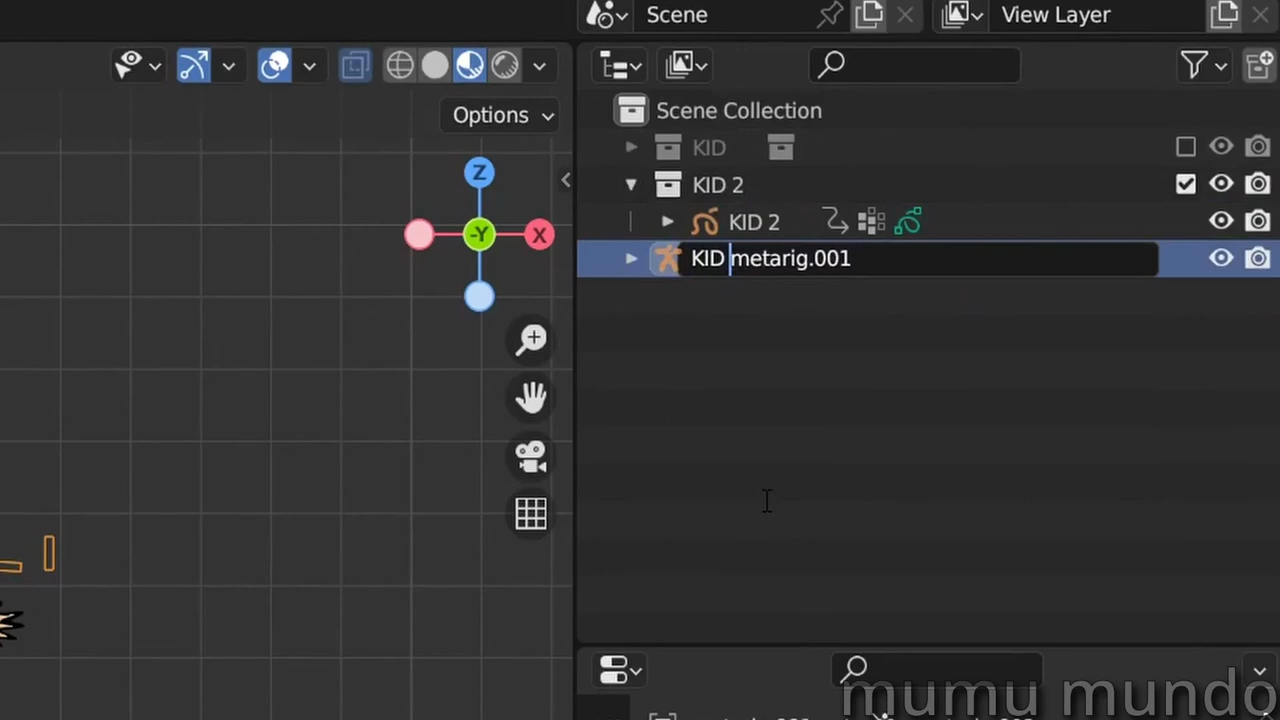 Scene
View Layer
Options
Scene Collection
Z
KID
KID 2
-Y
X
KID 2
KID metarig.001
mumu mundo